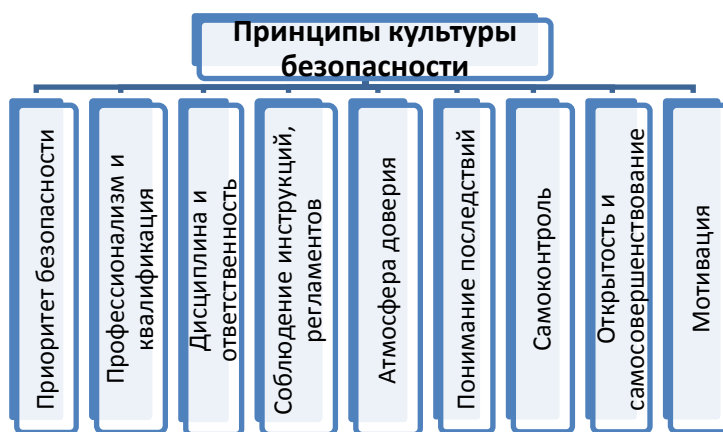 Принципы культуры
безопасности
Приоритет безопасности
Профессионализм и
квалификация
Дисциплина и
ответственность
Соблюдение инструкций,
регламентов
Атмосфера доверия
Понимание последствий
Самоконтроль
Открытость и
самосовершенствование
Мотивация